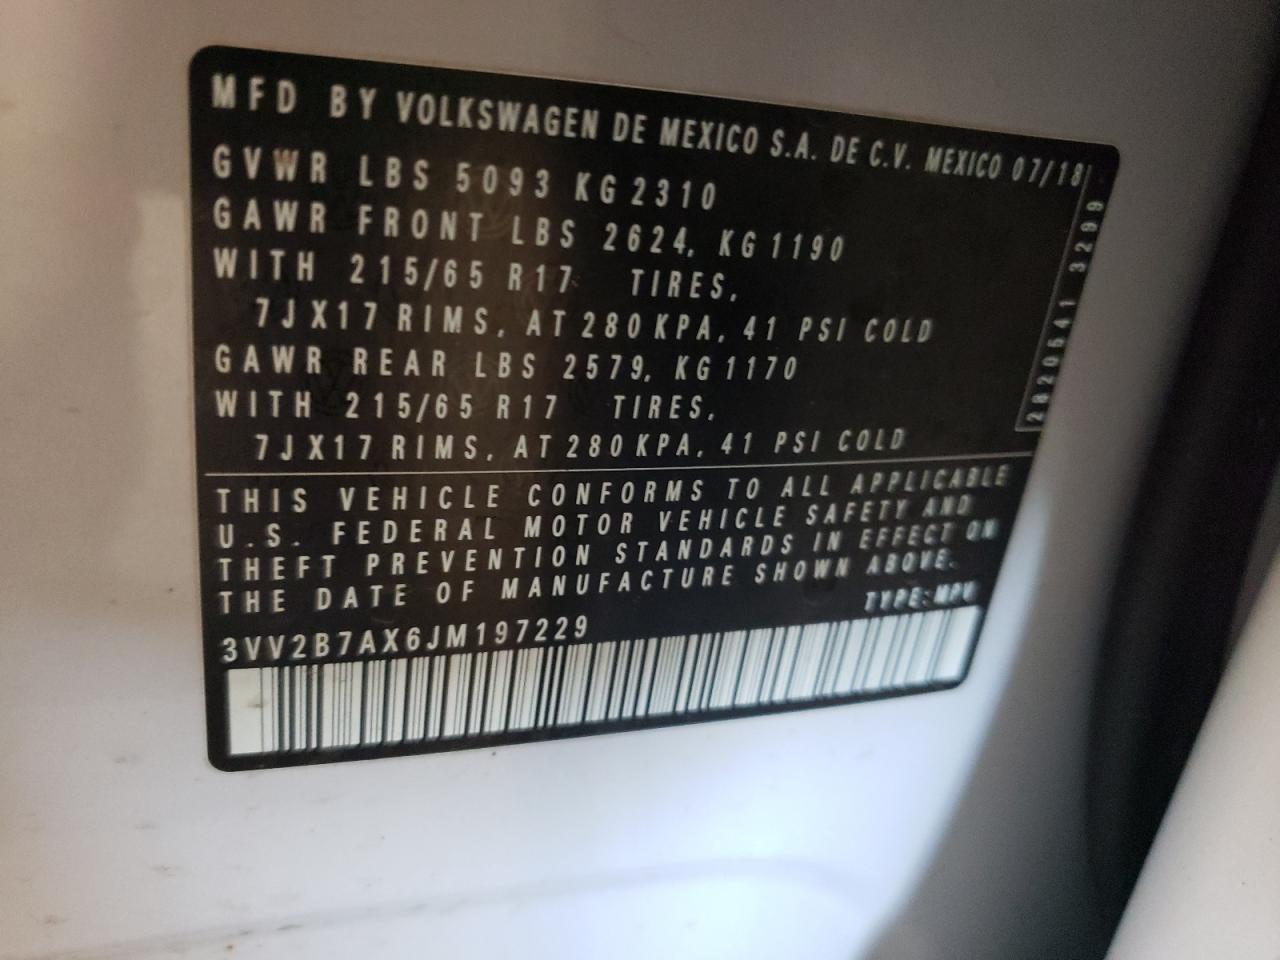 MFD BY VOLKSWAGEN DE MEXICO S.A. DE C.V. MEXICO 07/18
GVWR LBS 5093 KG 2310
GAWR FRONT LBS 2624, KG 1190
WITH 215/65 R17 TIRES,
7JX17 RIMS, AT 280 KPA, 41 PSI COLD
GAWR REAR LBS 2579, KG 1170
WITH 215/65 R17 TIRES,
7JX17 RIMS, AT 280 KPA, 41 PSI COLD
2820541 3299
THIS VEHICLE CONFORMS TO ALL APPLICABLE
U.S. FEDERAL MOTOR VEHICLE SAFETY AND
THEFT PREVENTION STANDARDS IN EFFECT ON
THE DATE OF MANUFACTURE SHOWN ABOVE.
TYPE: MPV
3VV2B7AX6JM197229